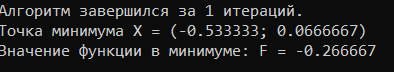 Алгоритм завершился за 1 итераций.
Точка минимума X = (-0.533333; 0.0666667)
Значение функции в минимуме: F = -0.266667